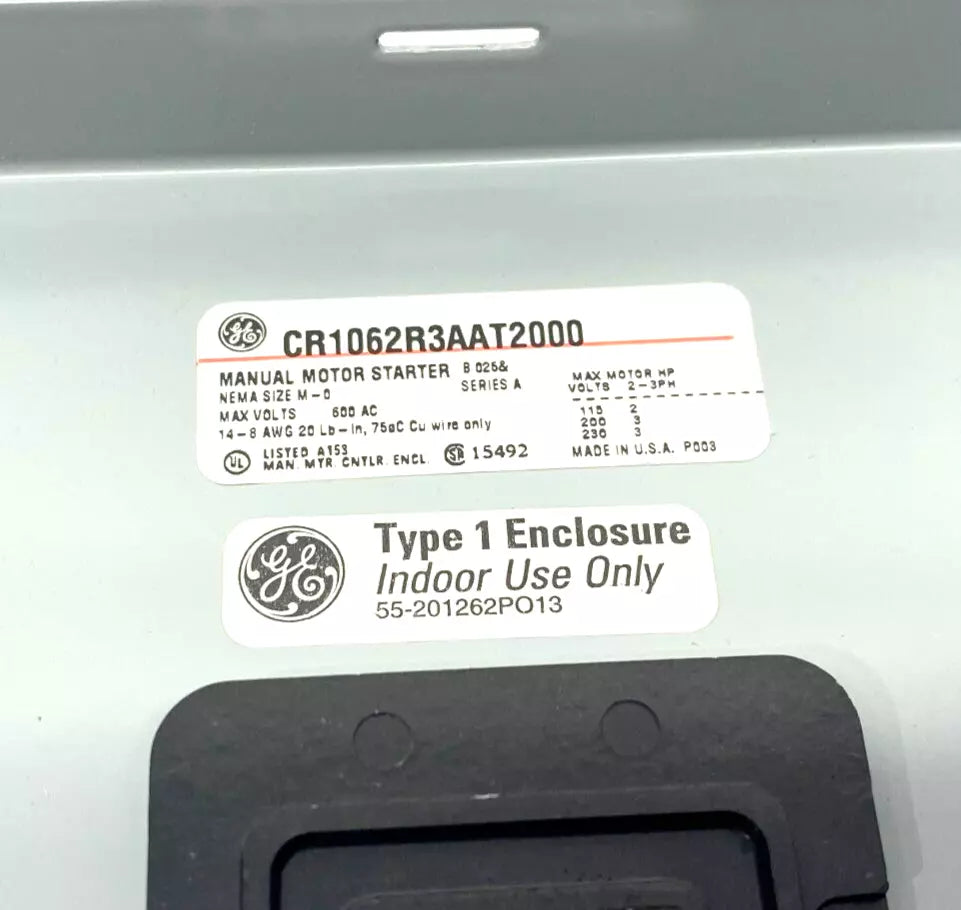 GE CR1062R3AAT2000
MANUAL MOTOR STARTER B 025&
NEMA SIZE M-0 SERIES A
MAX VOLTS 600 AC
14-8 AWG 20 Lb-In, 75øC Cu wire only
MAX MOTOR HP
VOLTS 2-3PH
115 2
200 3
230 3
UL LISTED A153
MAN. MTR. CNTLR. ENCL. SA 15492
MADE IN U.S.A. P003
GE Type 1 Enclosure
Indoor Use Only
55-201262PO13